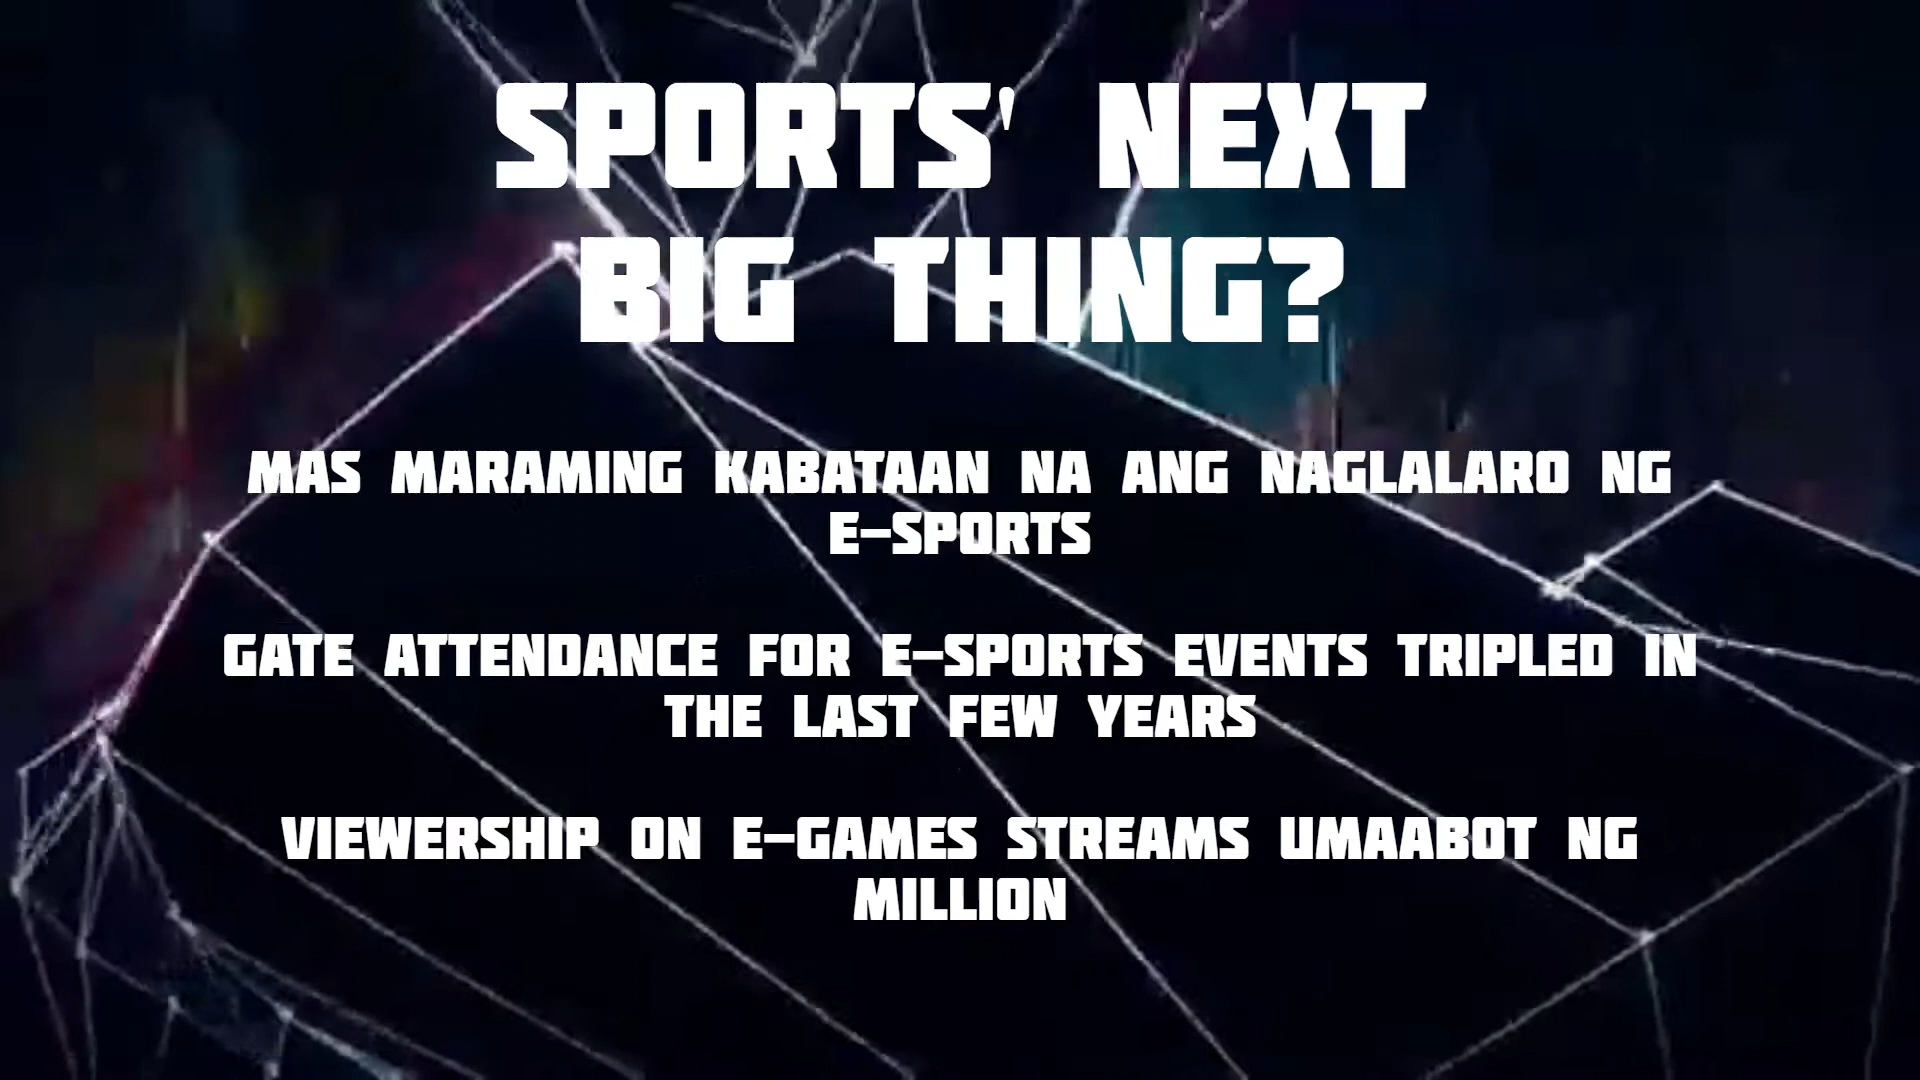 SPORTS' NEXT
BIG THING?
MAS MARAMING KABATAAN NA ANG NAGLALARO NG
E-SPORTS
GATE ATTENDANCE FOR E-SPORTS EVENTS TRIPLED IN
THE LAST FEW YEARS
VIEWERSHIP ON E-GAMES STREAMS UMAABOT NG
MILLION